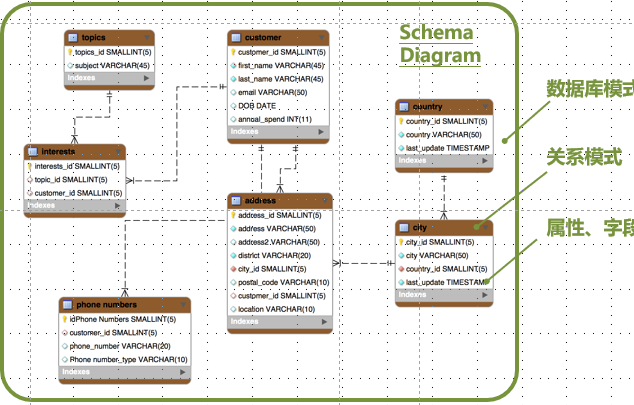 Schema
Diagram
topics
topics_id SMALLINT(5)
subject VARCHAR(45)
Indexes
customer
customer_id SMALLINT(5)
first_name VARCHAR(45)
last_name VARCHAR(45)
email VARCHAR(50)
DOB DATE
annoal_spend INT(11)
Indexes
country
country_id SMALLINT(5)
country VARCHAR(50)
last_update TIMESTAMP
Indexes
interests
interests_id SMALLINT(5)
topic_id SMALLINT(5)
customer_id SMALLINT(5)
Indexes
address
address_id SMALLINT(5)
address VARCHAR(50)
address2 VARCHAR(50)
district VARCHAR(20)
city_id SMALLINT(5)
postal_code VARCHAR(10)
customer_id SMALLINT(5)
location VARCHAR(10)
Indexes
city
city_id SMALLINT(5)
city VARCHAR(50)
country_id SMALLINT(5)
last_update TIMESTAMP
Indexes
phone numbers
idPhone Numbers SMALLINT(5)
customer_id SMALLINT(5)
phone_number VARCHAR(20)
Phone number_type VARCHAR(10)
Indexes
数据库模式
关系模式
属性、字段